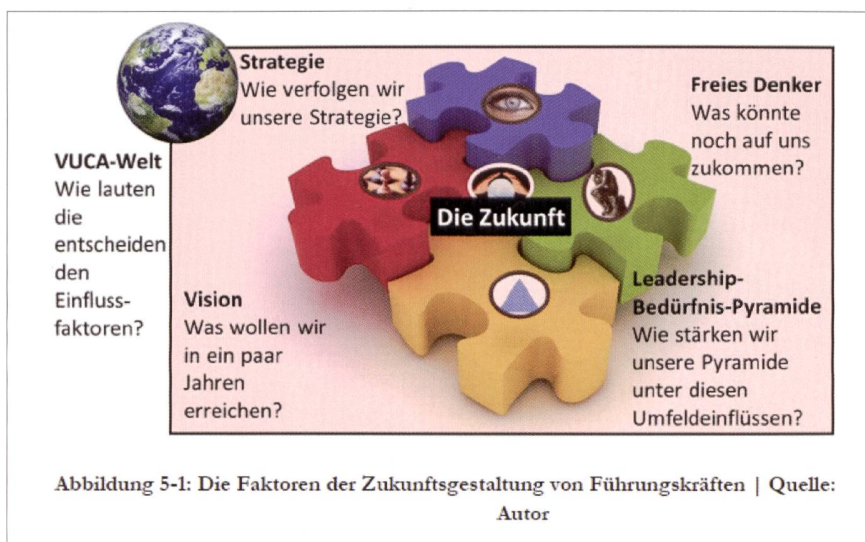 Strategie
Wie verfolgen wir
unsere Strategie?
Freies Denker
Was könnte
noch auf uns
zukommen?
VUCA-Welt
Wie lauten
die
entscheiden
den
Einfluss-
faktoren?
Die Zukunft
Vision
Was wollen wir
in ein paar
Jahren
erreichen?
Leadership-
Bedürfnis-Pyramide
Wie stärken wir
unsere Pyramide
unter diesen
Umfeldeinflüssen?
Abbildung 5-1: Die Faktoren der Zukunftsgestaltung von Führungskräften | Quelle:
Autor